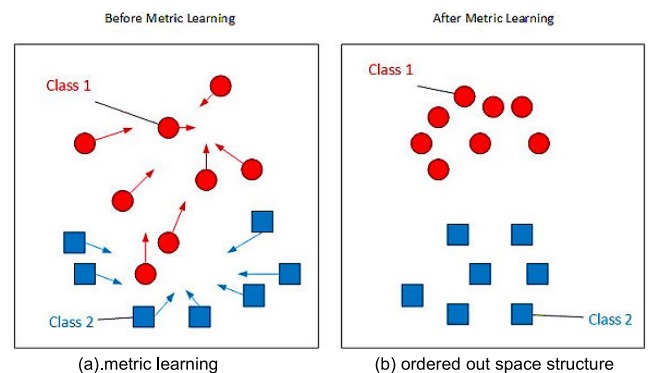 Before Metric Learning
After Metric Learning
Class 1
Class 2
Class 1
Class 2
(a).metric learning
(b) ordered out space structure